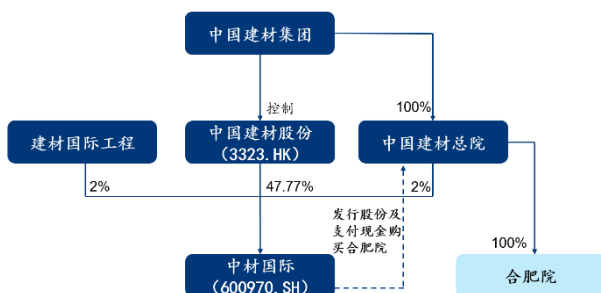 中国建材集团
控制
100%
建材国际工程
中国建材股份
(3323.HK)
中国建材总院
2%
47.77%
2%
发行股份及
支付现金购
买合肥院
100%
中材国际
(600970.SH)
合肥院